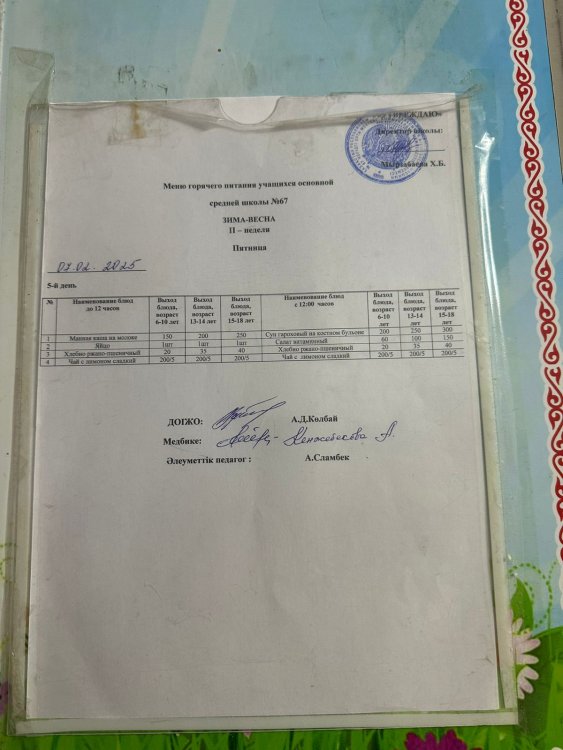 «УТВЕРЖДАЮ»
Директор школы:
Мырзабаева Х.Б.
Меню горячего питания учащихся основной
средней школы №67
ЗИМА-ВЕСНА
II – неделя
Пятница
07.02.2025
5-й день
№ Наименование блюд до 12 часов Выход блюда, возраст 6-10 лет Выход блюда, возраст 13-14 лет Выход блюда, возраст 15-18 лет Наименование блюд с 12:00 часов Выход блюда, возраст 6-10 лет Выход блюда, возраст 13-14 лет Выход блюда, возраст 15-18 лет
1 Манная каша на молоке 150 200 250 Суп гороховый на костном бульоне 200 250 300
2 Яйцо 1шт 1шт 1шт Салат витаминный 60 100 150
3 Хлебно ржано-пшеничный 20 35 40 Хлебно ржано-пшеничный 20 35 40
4 Чай с лимоном сладкий 200/5 200/5 200/5 Чай с лимоном сладкий 200/5 200/5 200/5
ДОГЖО: А.Д.Колбай
Медбике: А.
Әлеуметтік педагог : А.Сламбек